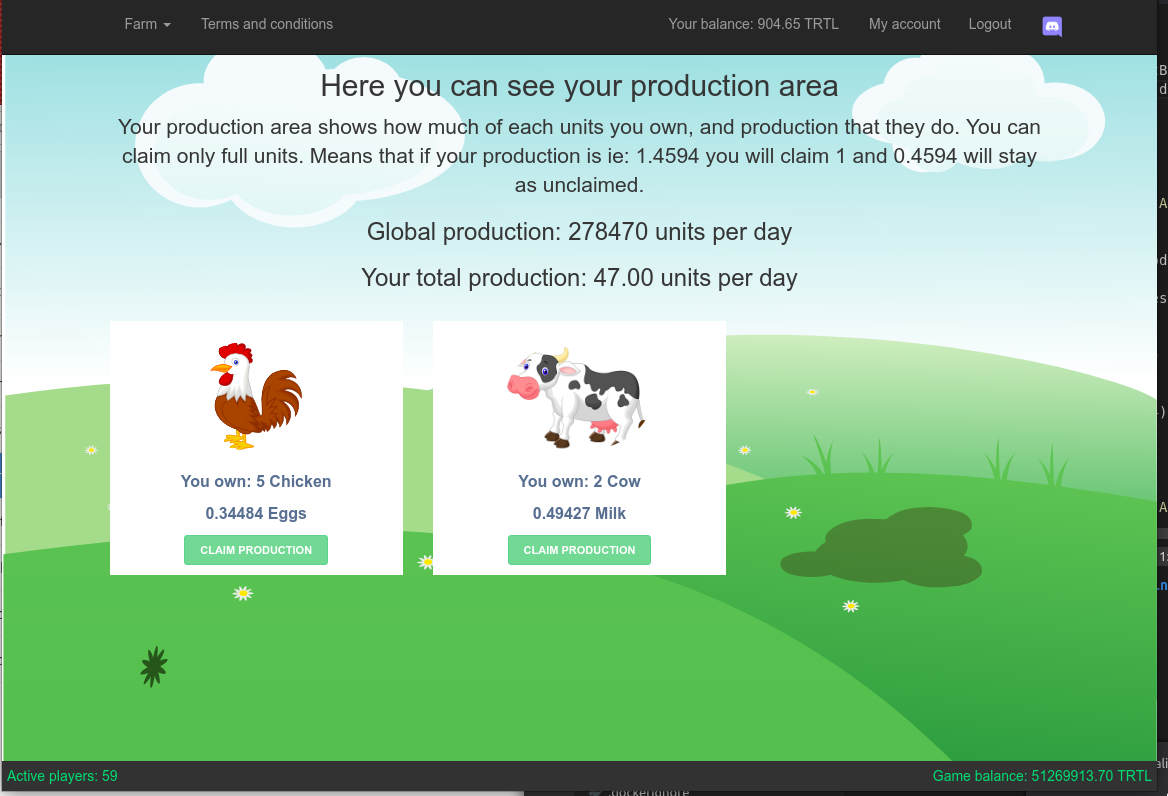 Farm
Terms and conditions
Your balance: 904.65 TRTL
My account
Logout
Here you can see your production area
Your production area shows how much of each units you own, and production that they do. You can
claim only full units. Means that if your production is ie: 1.4594 you will claim 1 and 0.4594 will stay
as unclaimed.
Global production: 278470 units per day
Your total production: 47.00 units per day
You own: 5 Chicken
0.34484 Eggs
CLAIM PRODUCTION
You own: 2 Cow
0.49427 Milk
CLAIM PRODUCTION
Active players: 59
Game balance: 51269913.70 TRTL
.dockerignore